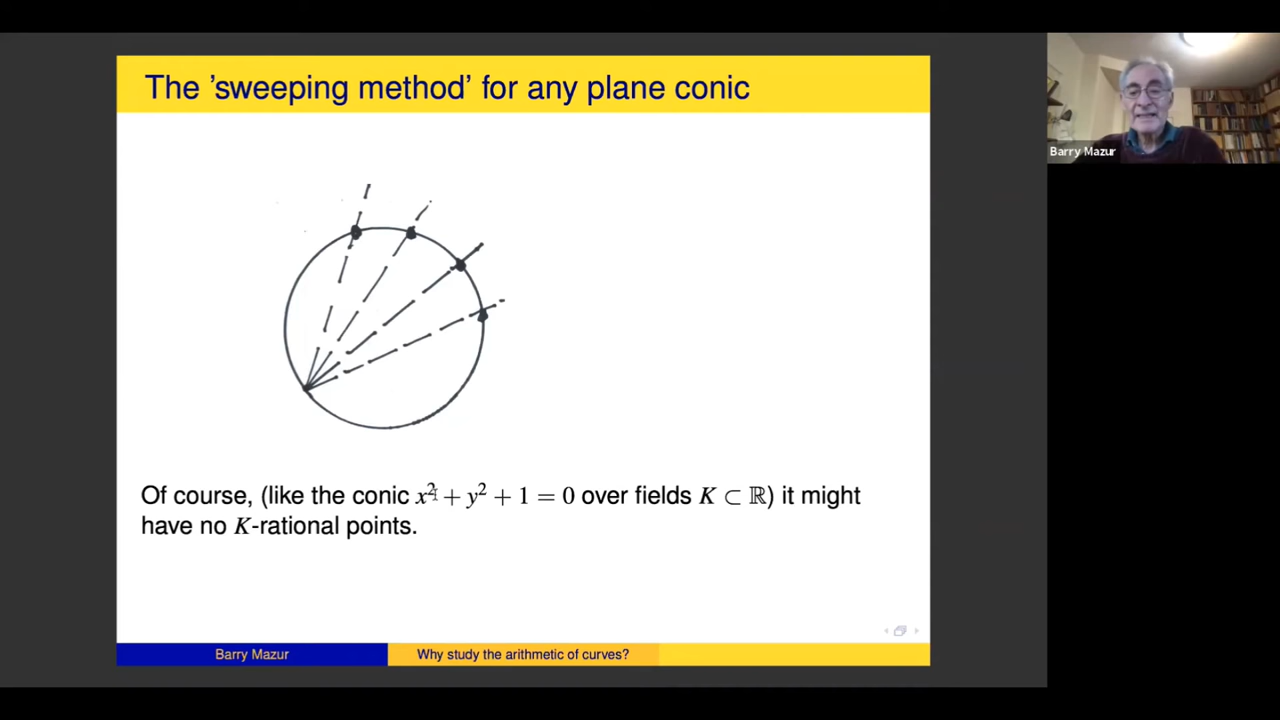 The 'sweeping method' for any plane conic
Barry Mazur
Of course, (like the conic x² + y² + 1 = 0 over fields K ⊂ ℝ) it might
have no K-rational points.
Barry Mazur
Why study the arithmetic of curves?